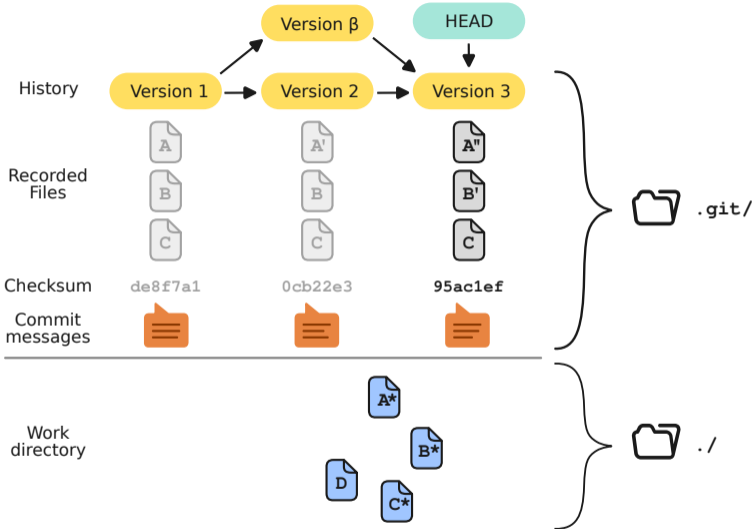 Version β
HEAD
History
Version 1
Version 2
Version 3
A
A'
A"
Recorded
Files
B
B
B'
.git/
C
C
C
Checksum
de8f7a1
0cb22e3
95ac1ef
Commit
messages
A*
Work
directory
B*
./
D
C*